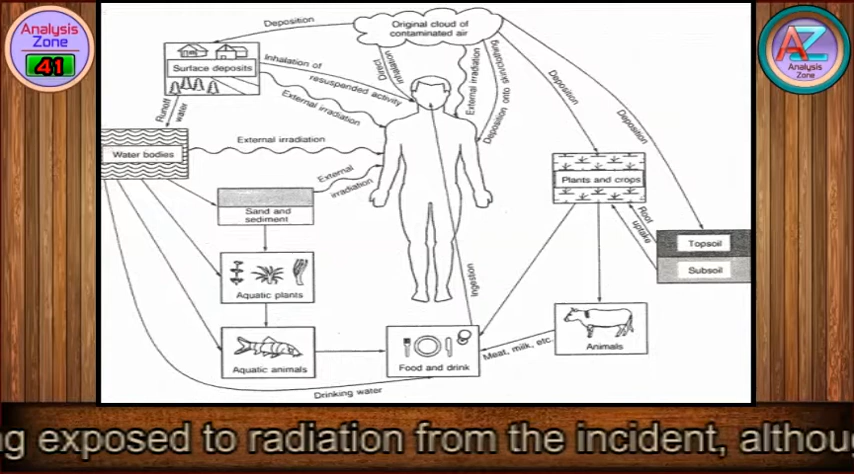 Analysis
Zone
41
AZ
Analysis
Zone
Original cloud of
contaminated air
Deposition
Surface deposits
Inhalation of
resuspended activity
Direct
inhalation
External irradiation
Deposition onto
Deposition
Deposition
External irradiation
Runoff
water
Water bodies
External irradiation
External
irradiation
Sand and
sediment
Plants and crops
Root
uptake
Topsoil
Subsoil
Aquatic plants
Ingestion
Aquatic animals
Food and drink
Meat, milk, etc.
Animals
Drinking water
g exposed to radiation from the incident, althoug